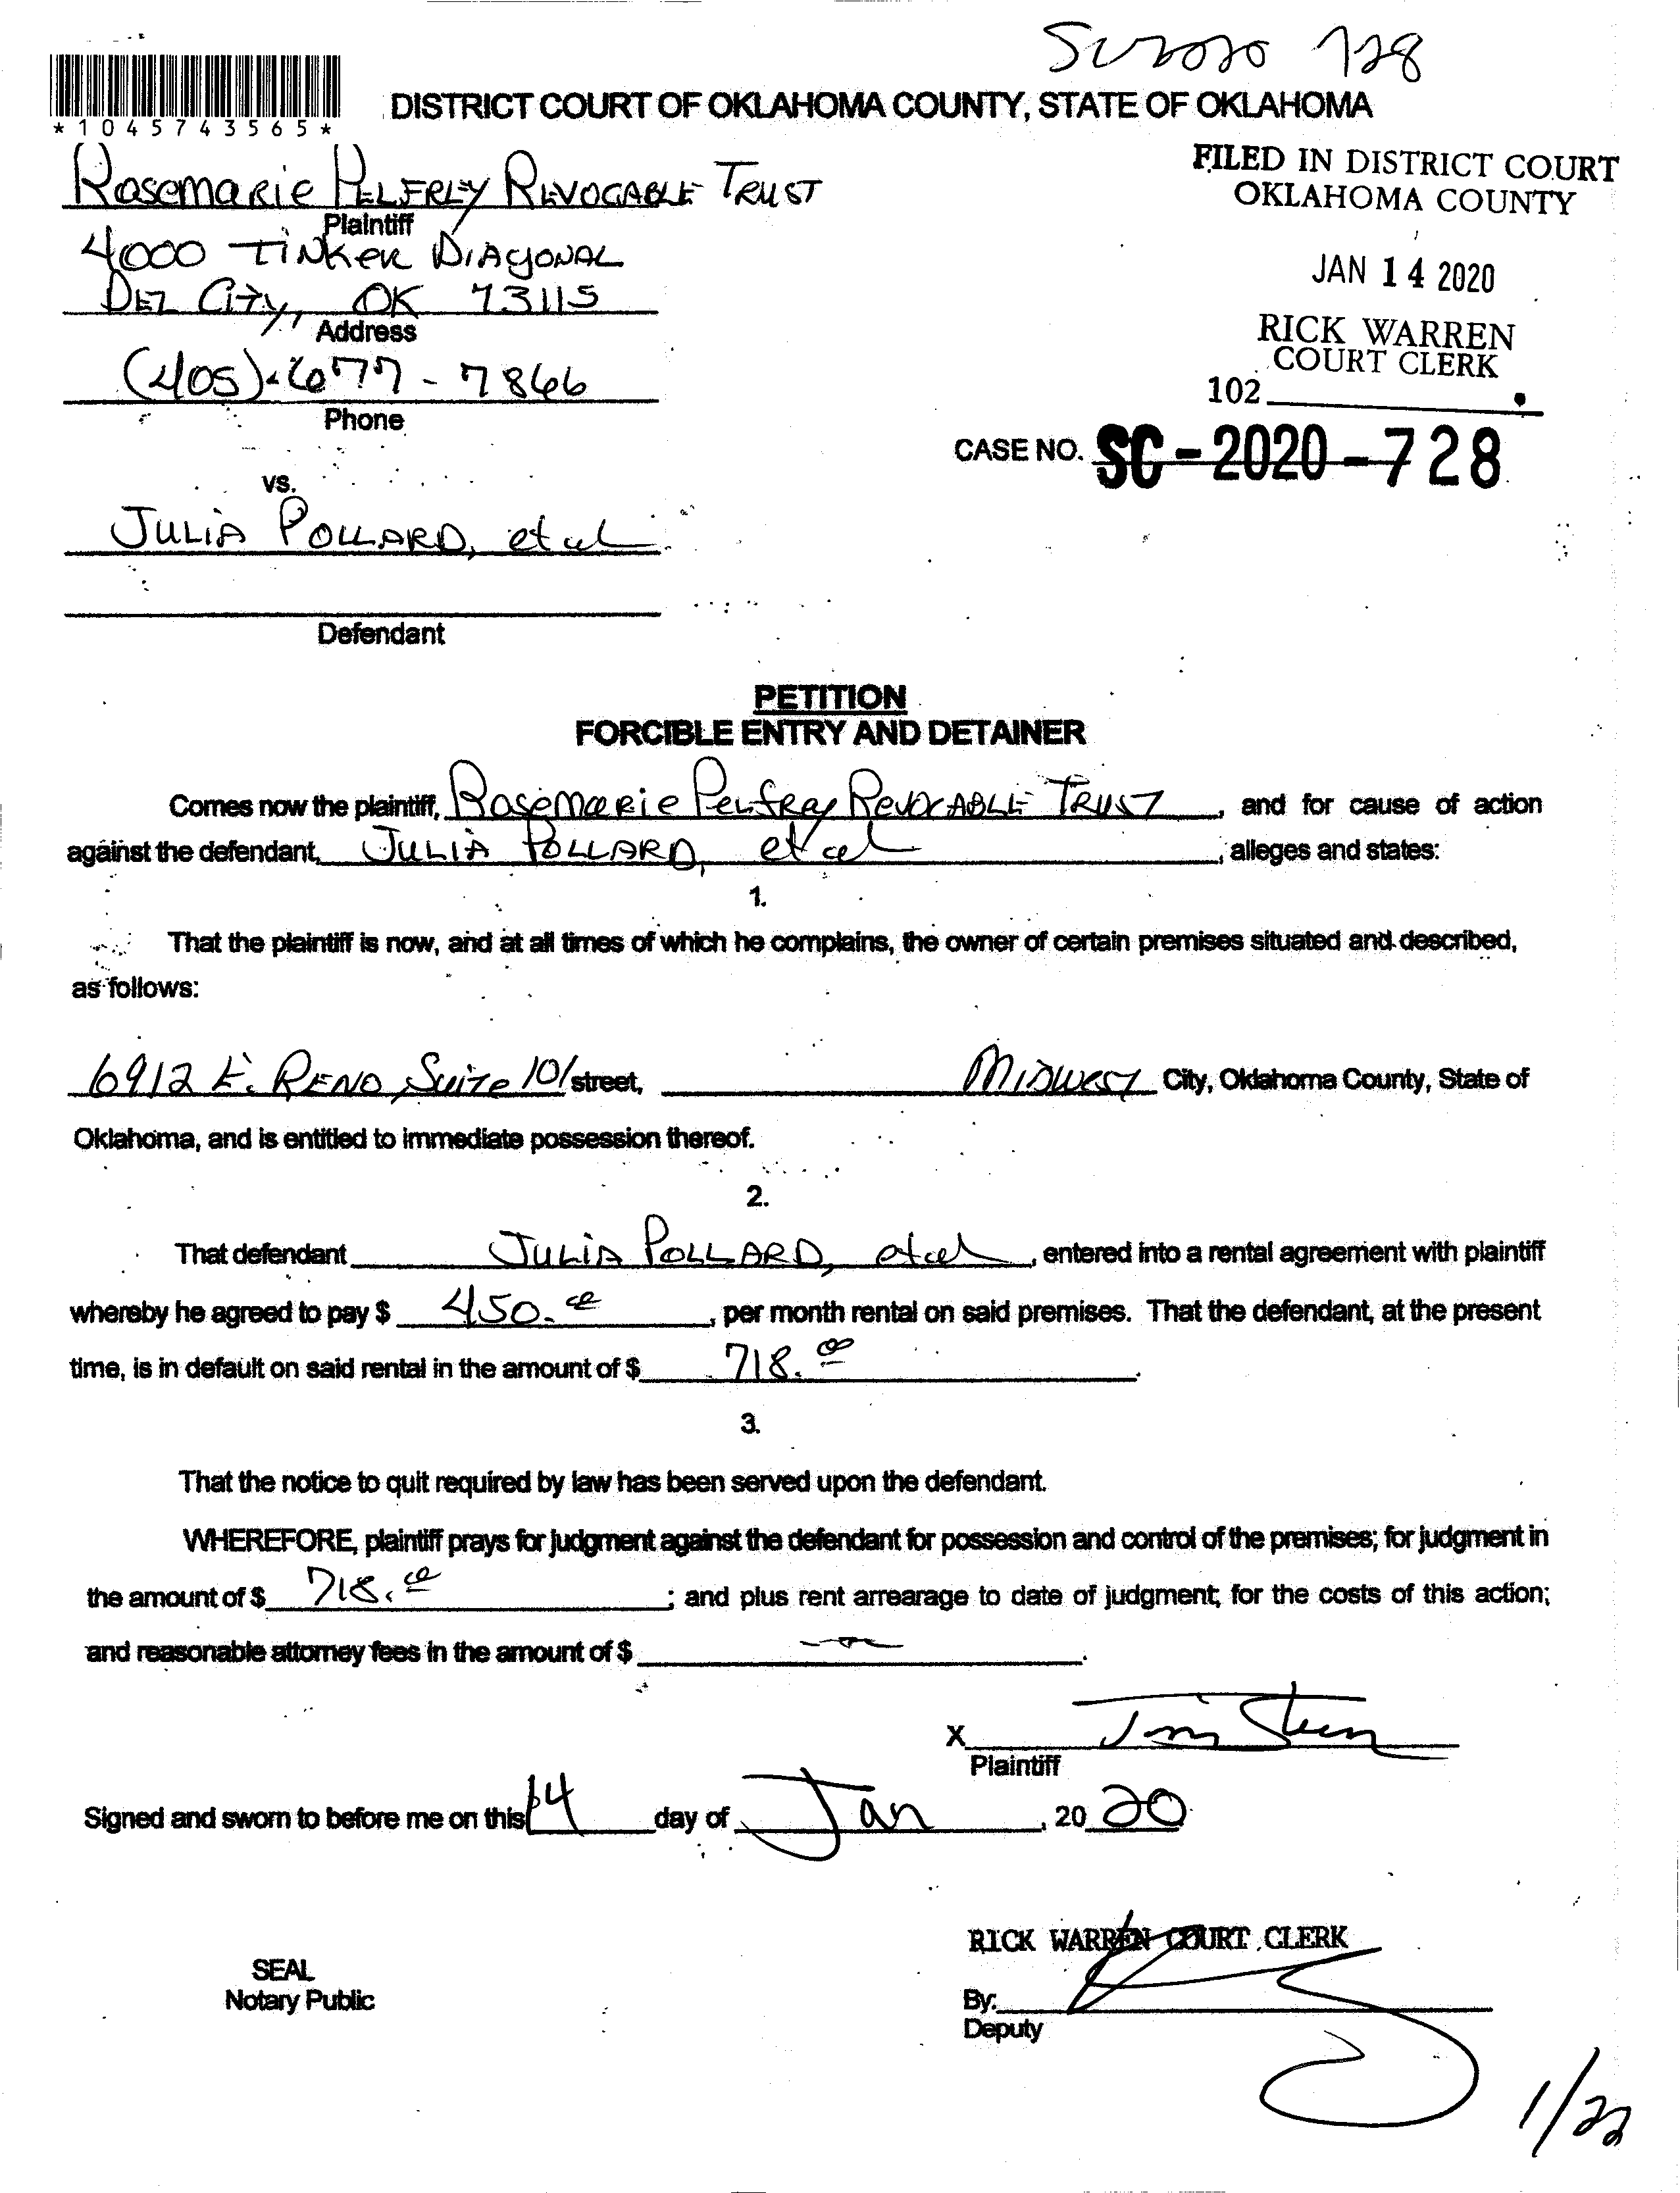 SC 2020 728
*1045743565*
DISTRICT COURT OF OKLAHOMA COUNTY, STATE OF OKLAHOMA
FILED IN DISTRICT COURT
OKLAHOMA COUNTY
JAN 14 2020
RICK WARREN
COURT CLERK
102
Rosemarie Pelfrey Revocable Trust
Plaintiff
4000 Tinker Diagonal
Del City, OK 73115
Address
(405)-677-7866
Phone
CASE NO. SC-2020-728
vs.
Julia Pollard, et al
Defendant
PETITION
FORCIBLE ENTRY AND DETAINER
Comes now the plaintiff, Rosemarie Pelfrey Revocable Trust, and for cause of action
against the defendant, Julia Pollard, et al, alleges and states:
1.
That the plaintiff is now, and at all times of which he complains, the owner of certain premises situated and described,
as follows:
6912 E. Reno, Suite 101 street, Midwest City, Oklahoma County, State of
Oklahoma, and is entitled to immediate possession thereof.
2.
That defendant Julia Pollard, et al, entered into a rental agreement with plaintiff
whereby he agreed to pay $ 450.00, per month rental on said premises. That the defendant, at the present
time, is in default on said rental in the amount of $ 718.00.
3.
That the notice to quit required by law has been served upon the defendant.
WHEREFORE, plaintiff prays for judgment against the defendant for possession and control of the premises; for judgment in
the amount of $ 718.00; and plus rent arrearage to date of judgment; for the costs of this action;
and reasonable attorney fees in the amount of $
X
Plaintiff
Signed and sworn to before me on this 14 day of Jan, 20 20
RICK WARREN COURT CLERK
SEAL
Notary Public
By:
Deputy
1/22